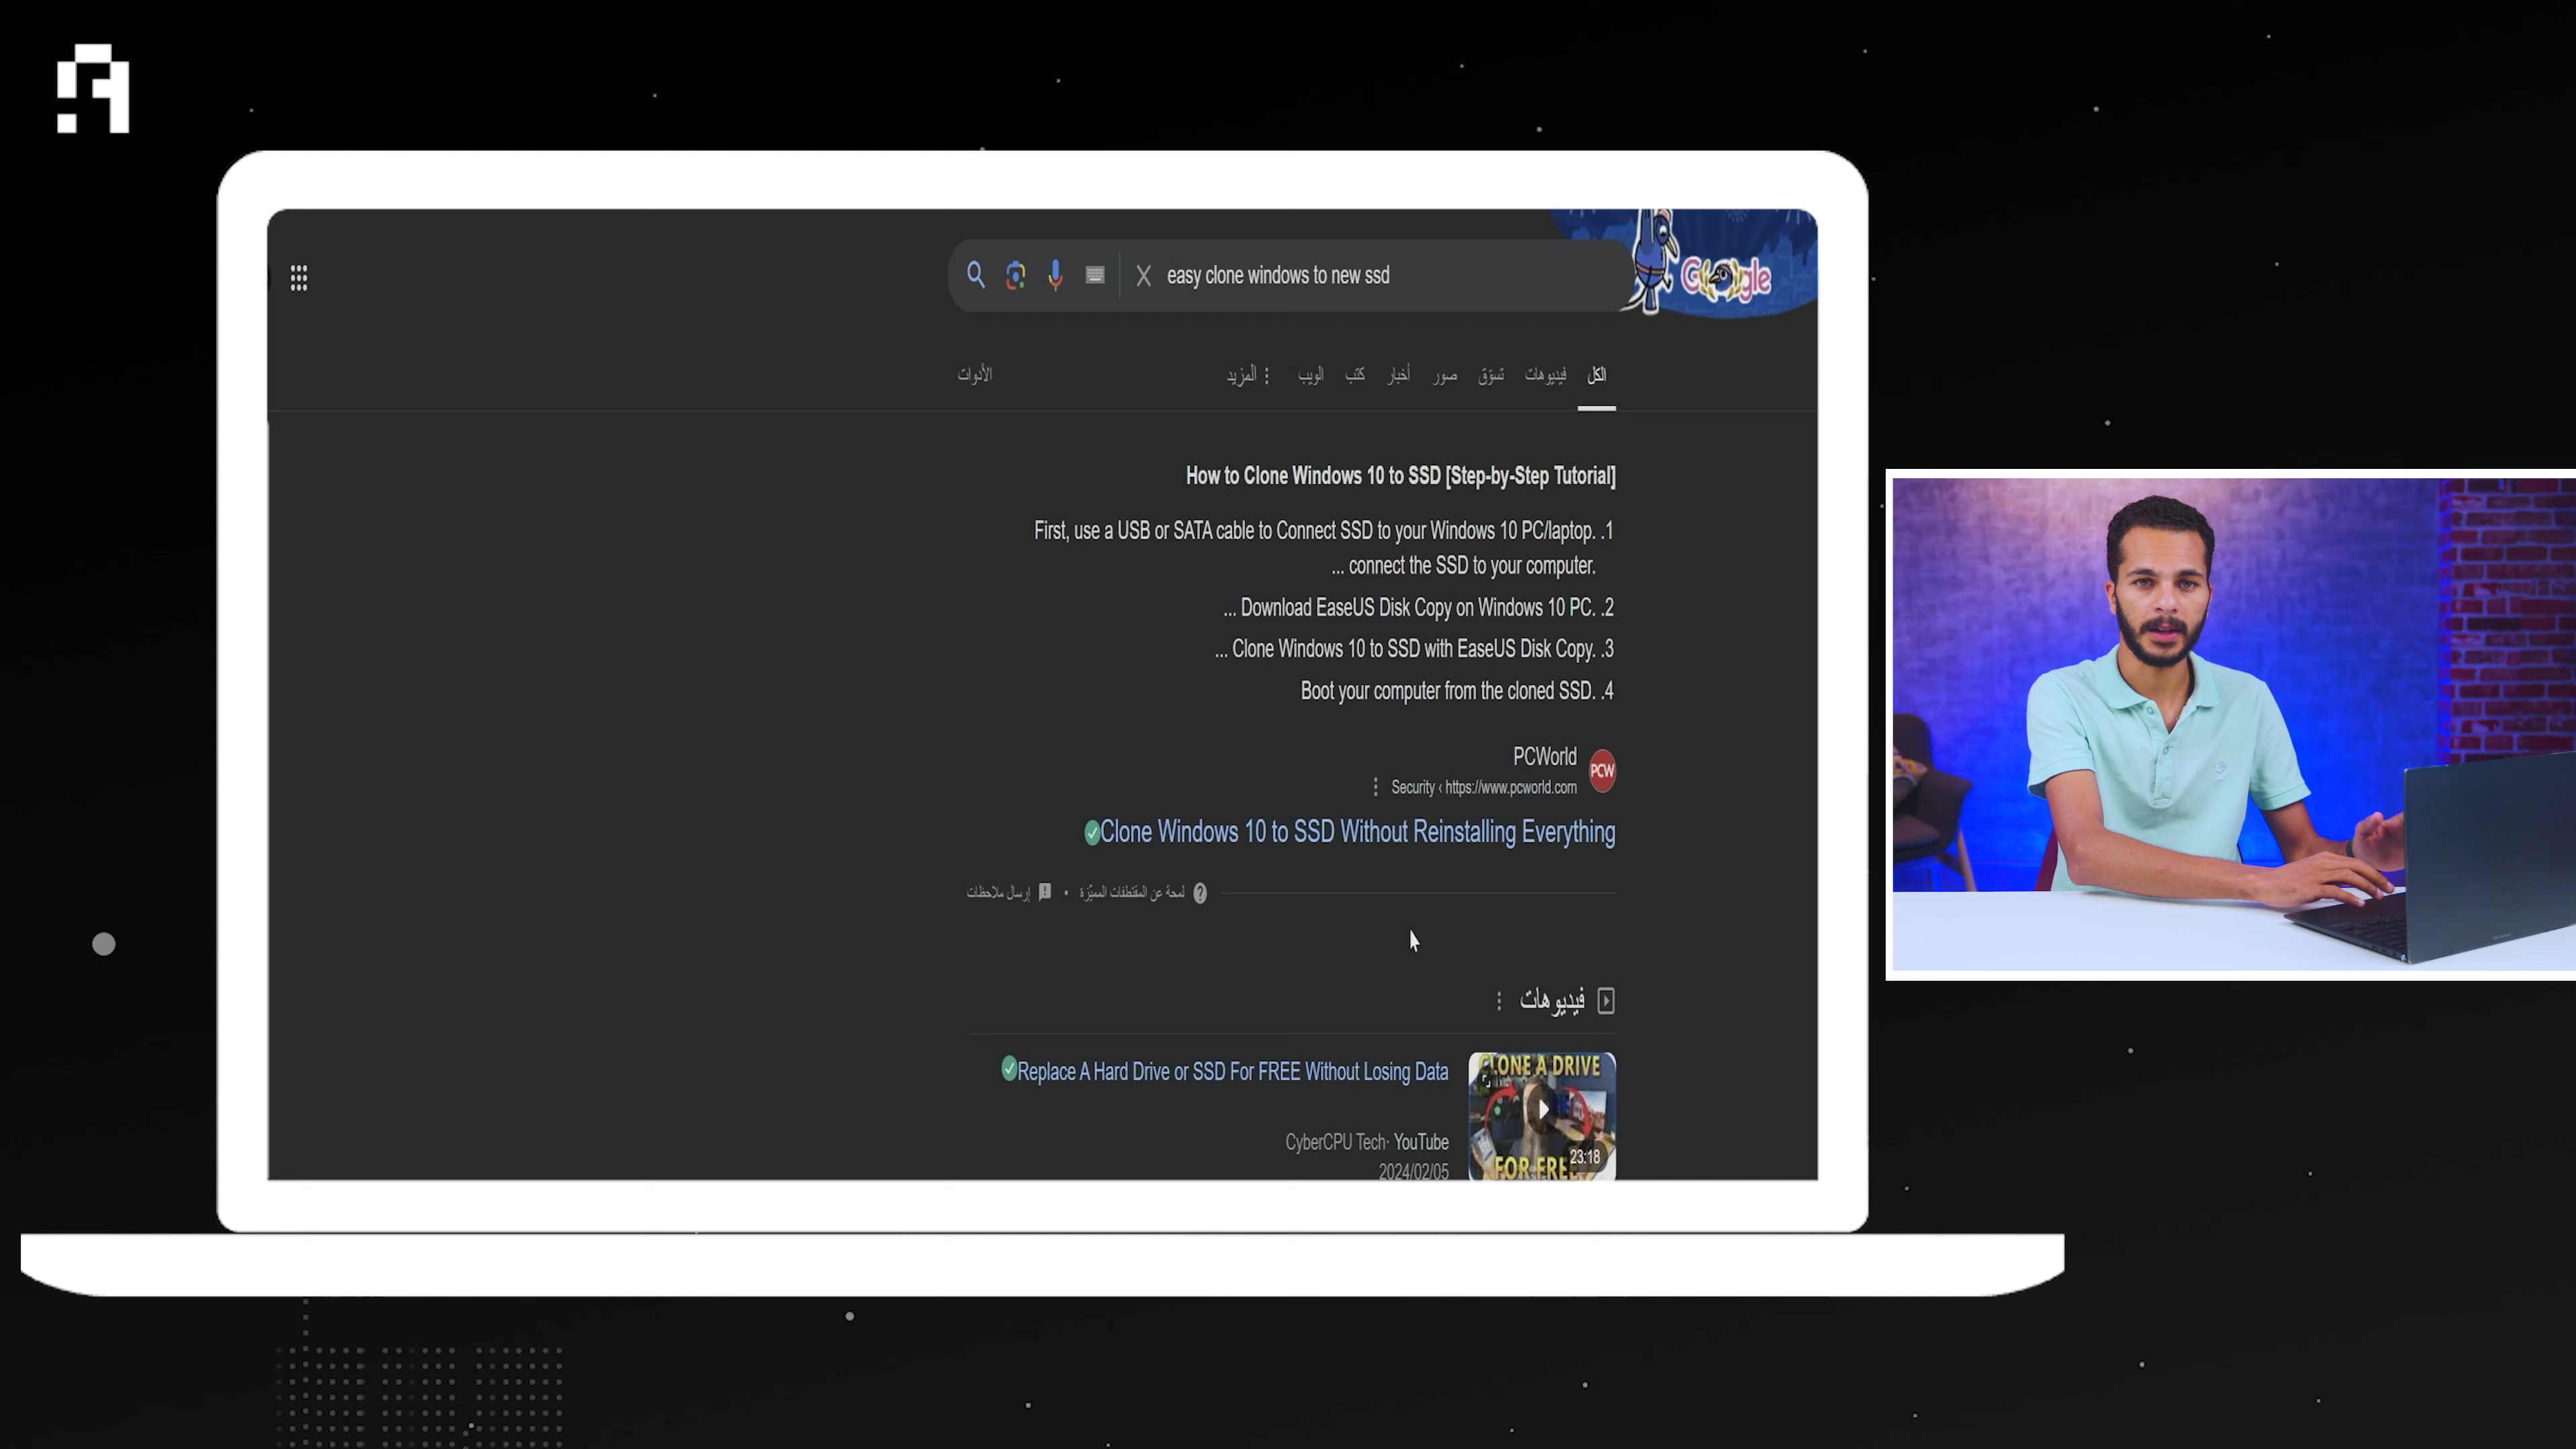 easy clone windows to new ssd
Google
الكل
فيديوهات
تسوّق
صور
أخبار
كتب
الويب
المزيد
الأدوات
How to Clone Windows 10 to SSD [Step-by-Step Tutorial]
First, use a USB or SATA cable to Connect SSD to your Windows 10 PC/laptop. .1
... connect the SSD to your computer.
... Download EaseUS Disk Copy on Windows 10 PC. .2
... Clone Windows 10 to SSD with EaseUS Disk Copy. .3
Boot your computer from the cloned SSD. .4
PCW
PCWorld
Security ‹ https://www.pcworld.com
Clone Windows 10 to SSD Without Reinstalling Everything
لمحة عن المقتطفات المميّزة • إرسال ملاحظات
فيديوهات
Replace A Hard Drive or SSD For FREE Without Losing Data
CyberCPU Tech· YouTube
2024/02/05
CLONE A DRIVE
FOR FREE
23:18